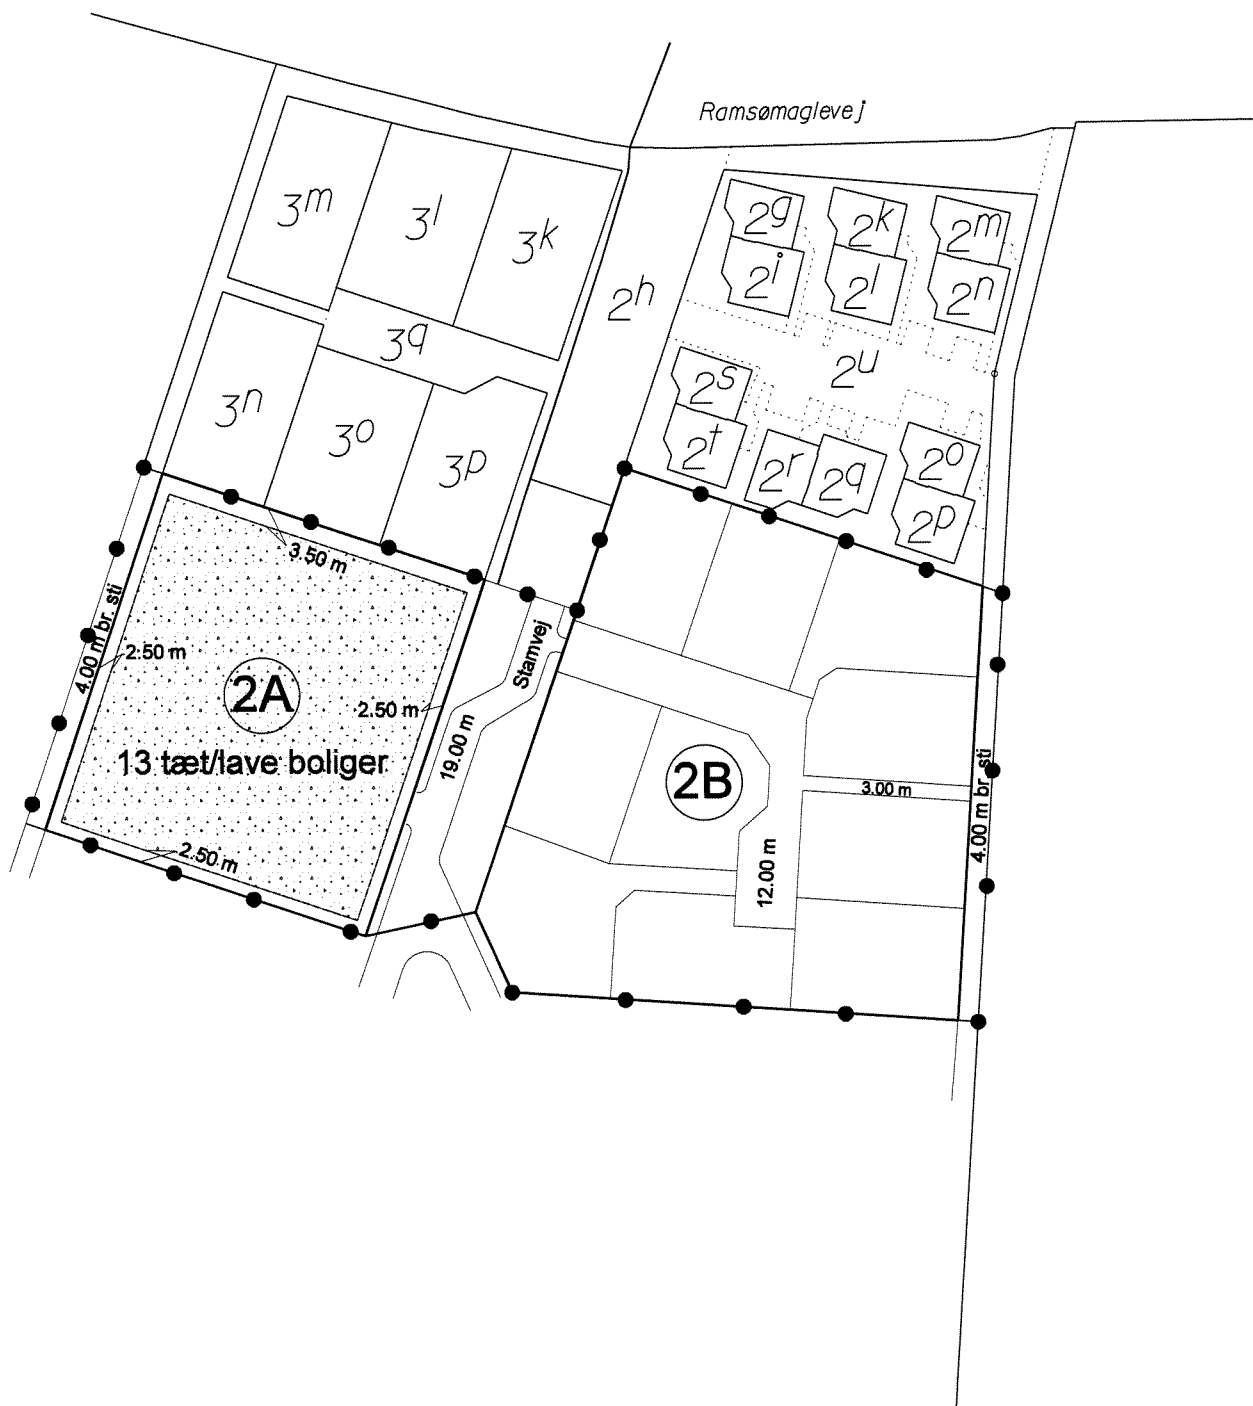 Ramsømaglevej
3m
3l
3k
2g
2k
2m
2i
2l
2n
2h
3q
2u
2s
3n
3o
3p
2t
2r
2q
2o
2p
3.50 m
4.00 m br. sti
2.50 m
2A
2.50 m
Stamvej
19.00 m
13 tæt/lave boliger
2B
3.00 m
4.00 m br. sti
2.50 m
12.00 m